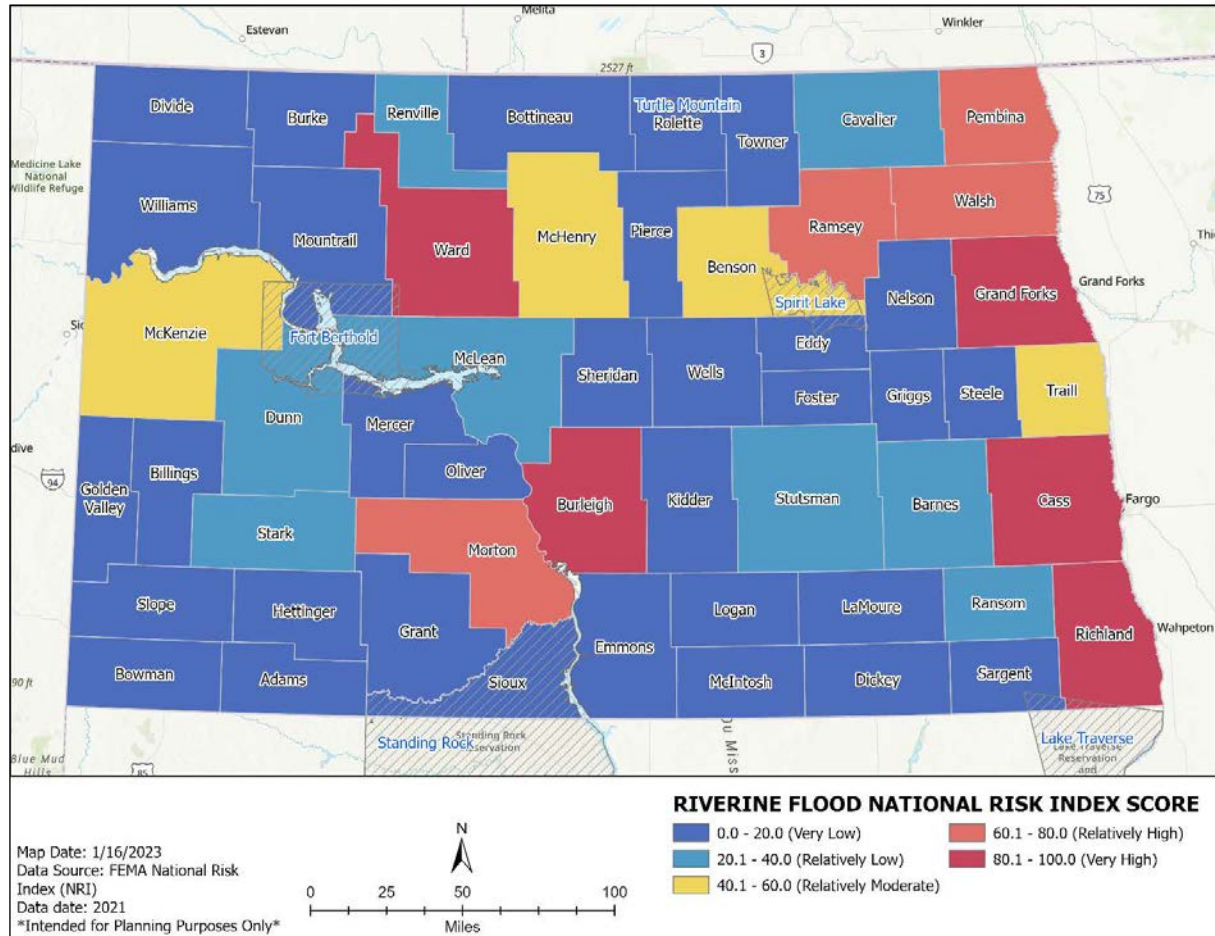 Estevan
Melita
Winkler
3
2527 ft
Divide
Burke
Renville
Bottineau
Turtle Mountain
Rolette
Towner
Cavalier
Pembina
Medicine Lake
National
Wildlife Refuge
Williams
Mountrail
Ward
McHenry
Pierce
Benson
Ramsey
Walsh
75
Spirit Lake
Nelson
Grand Forks
Grand Forks
McKenzie
Fort Berthold
McLean
Sheridan
Wells
Eddy
Foster
Griggs
Steele
Traill
Dunn
Mercer
Oliver
94
Golden
Valley
Billings
Stark
Morton
Burleigh
Kidder
Stutsman
Barnes
Cass
Fargo
Slope
Hettinger
Grant
Emmons
Logan
LaMoure
Ransom
Richland
Wahpeton
Bowman
Adams
Sioux
McIntosh
Dickey
Sargent
Standing Rock
Lake Traverse
Blue Mud
Hills
85
RIVERINE FLOOD NATIONAL RISK INDEX SCORE
0.0 - 20.0 (Very Low)
20.1 - 40.0 (Relatively Low)
40.1 - 60.0 (Relatively Moderate)
60.1 - 80.0 (Relatively High)
80.1 - 100.0 (Very High)
Map Date: 1/16/2023
Data Source: FEMA National Risk
Index (NRI)
Data date: 2021
*Intended for Planning Purposes Only*
N
0 25 50 100
Miles